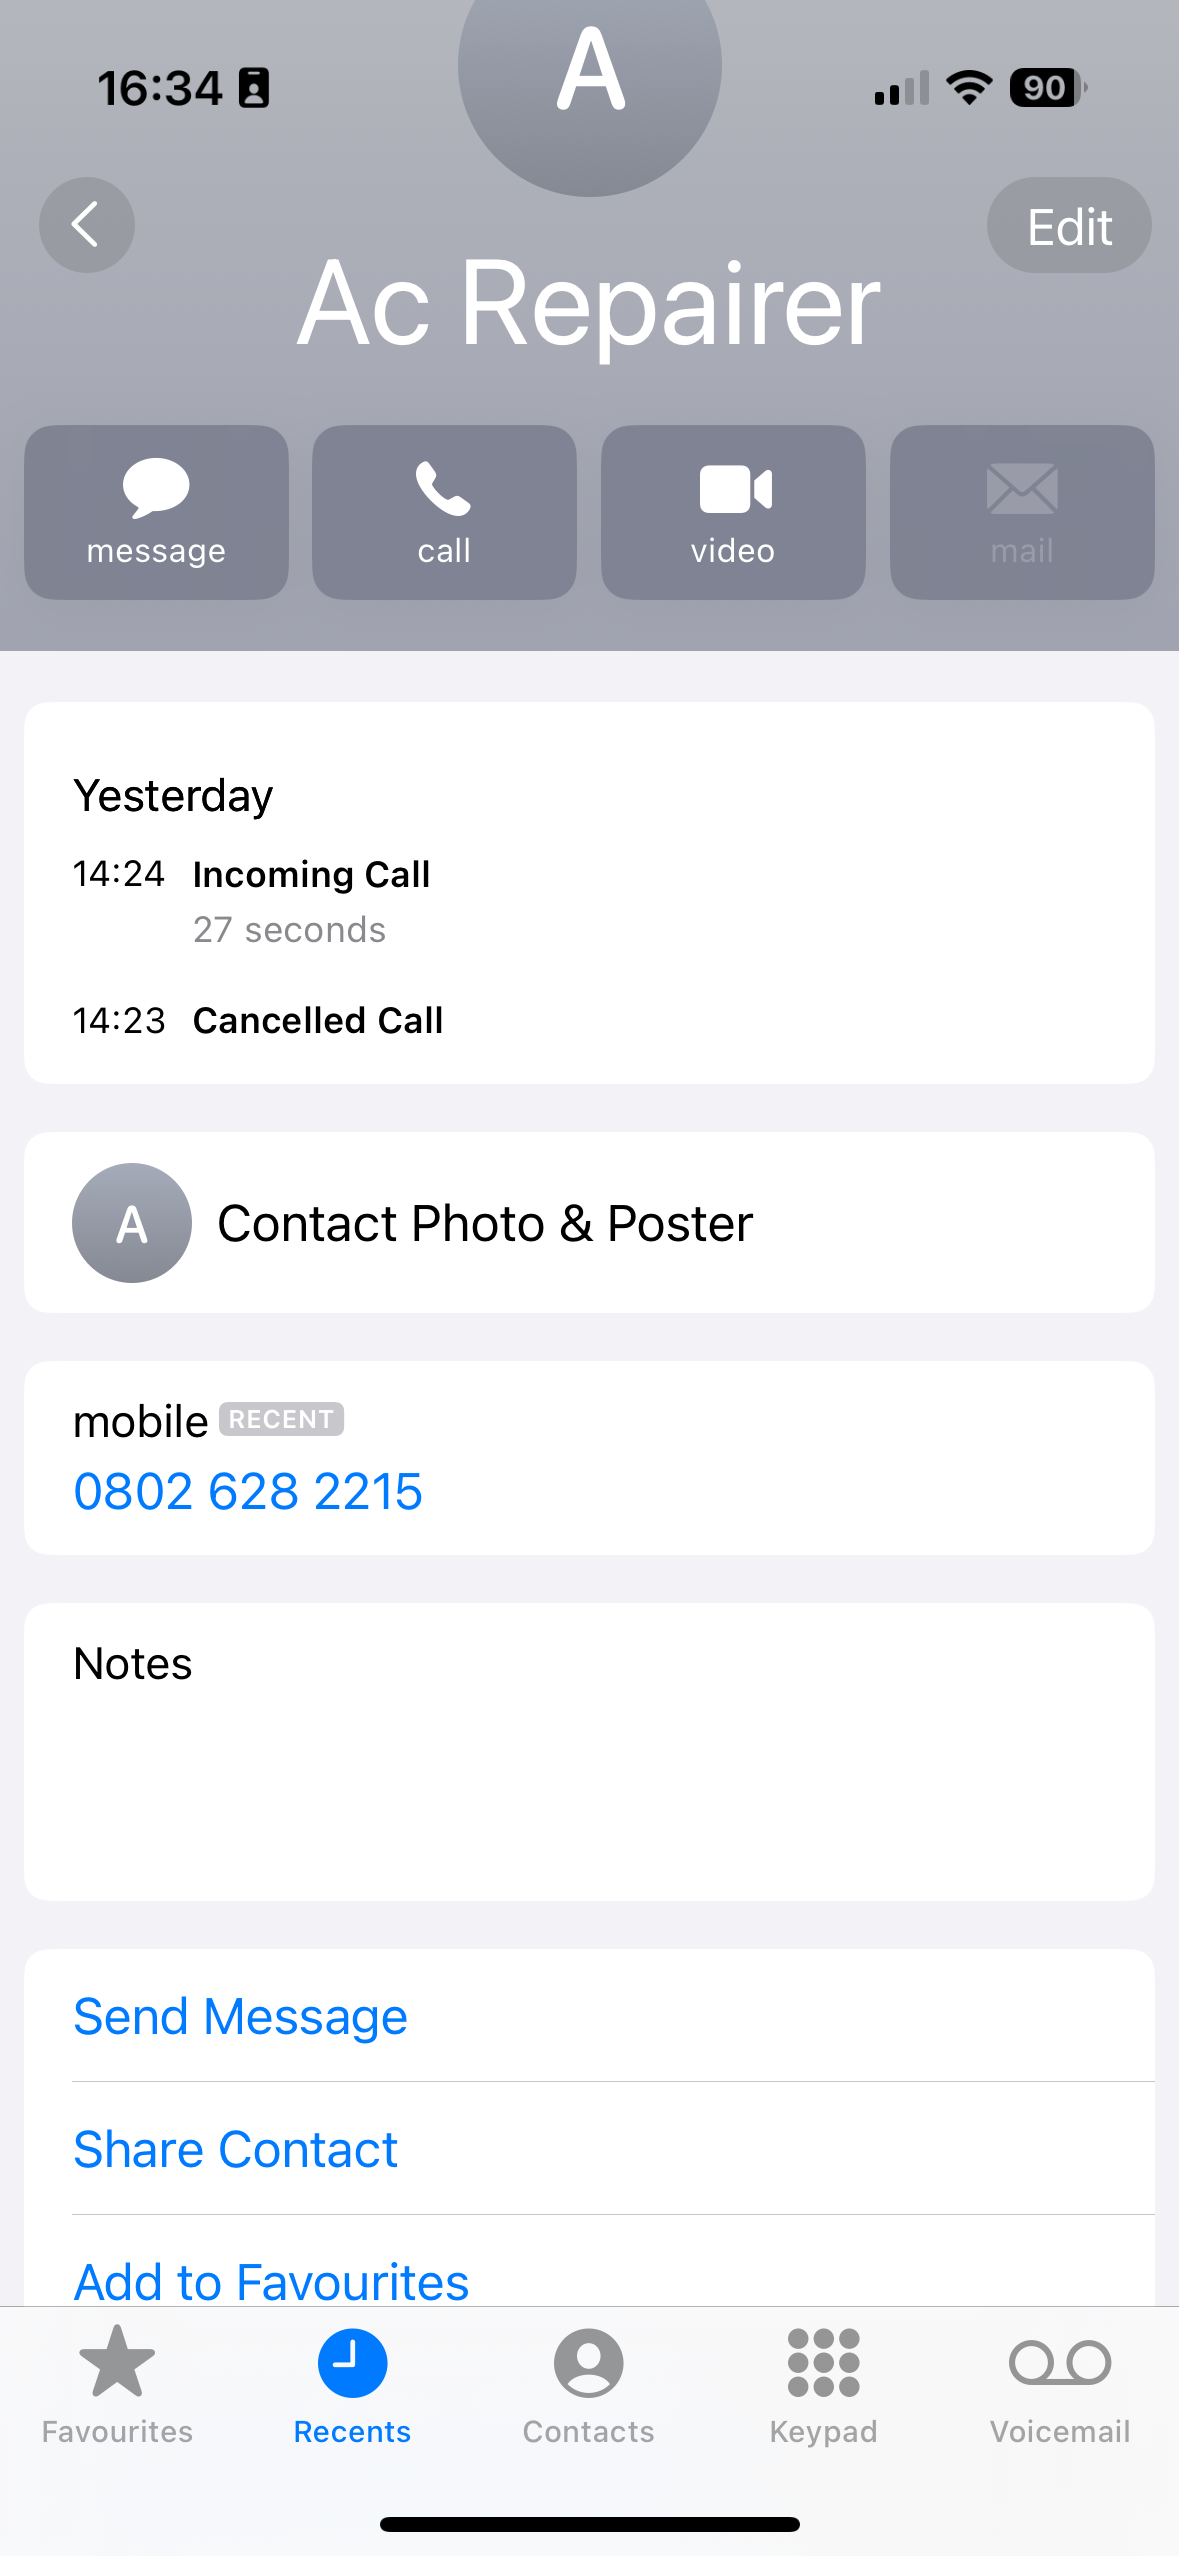 A
16:34
90
Edit
Ac Repairer
message
call
video
mail
Yesterday
14:24 Incoming Call
27 seconds
14:23 Cancelled Call
A
Contact Photo & Poster
mobile RECENT
0802 628 2215
Notes
Send Message
Share Contact
Add to Favourites
Favourites
Recents
Contacts
Keypad
Voicemail